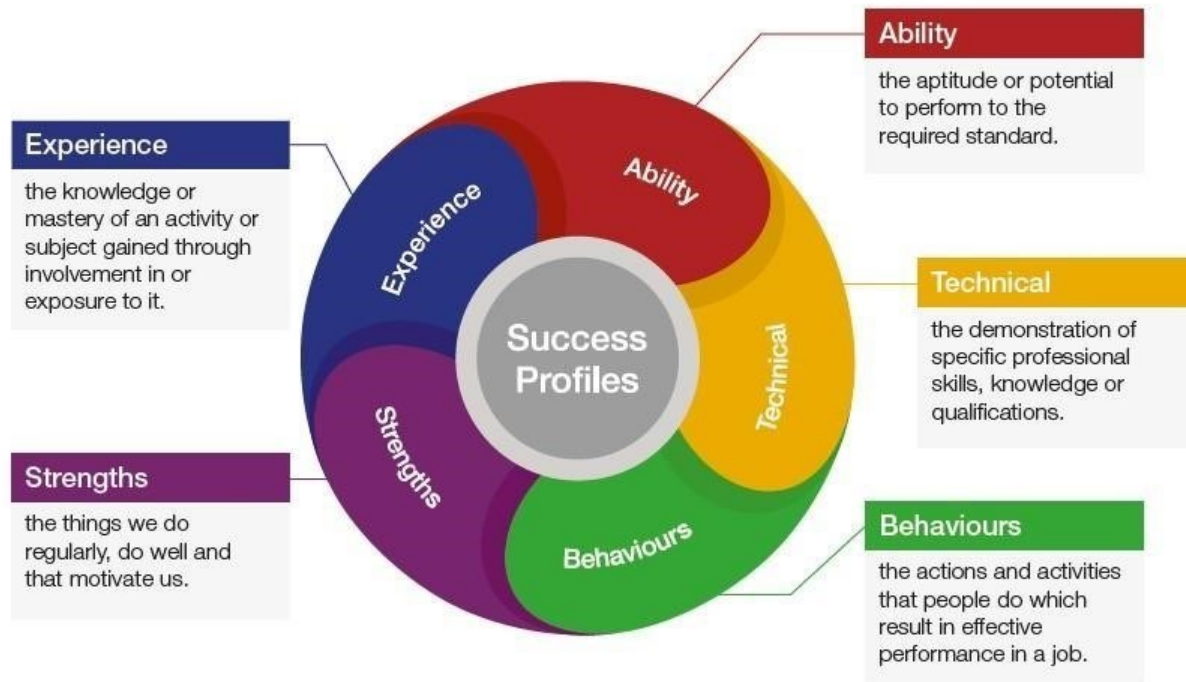 Ability
the aptitude or potential
to perform to the
required standard.
Experience
the knowledge or
mastery of an activity or
subject gained through
involvement in or
exposure to it.
Technical
the demonstration of
specific professional
skills, knowledge or
qualifications.
Strengths
the things we do
regularly, do well and
that motivate us.
Behaviours
the actions and activities
that people do which
result in effective
performance in a job.
Success
Profiles
Ability
Technical
Behaviours
Strengths
Experience